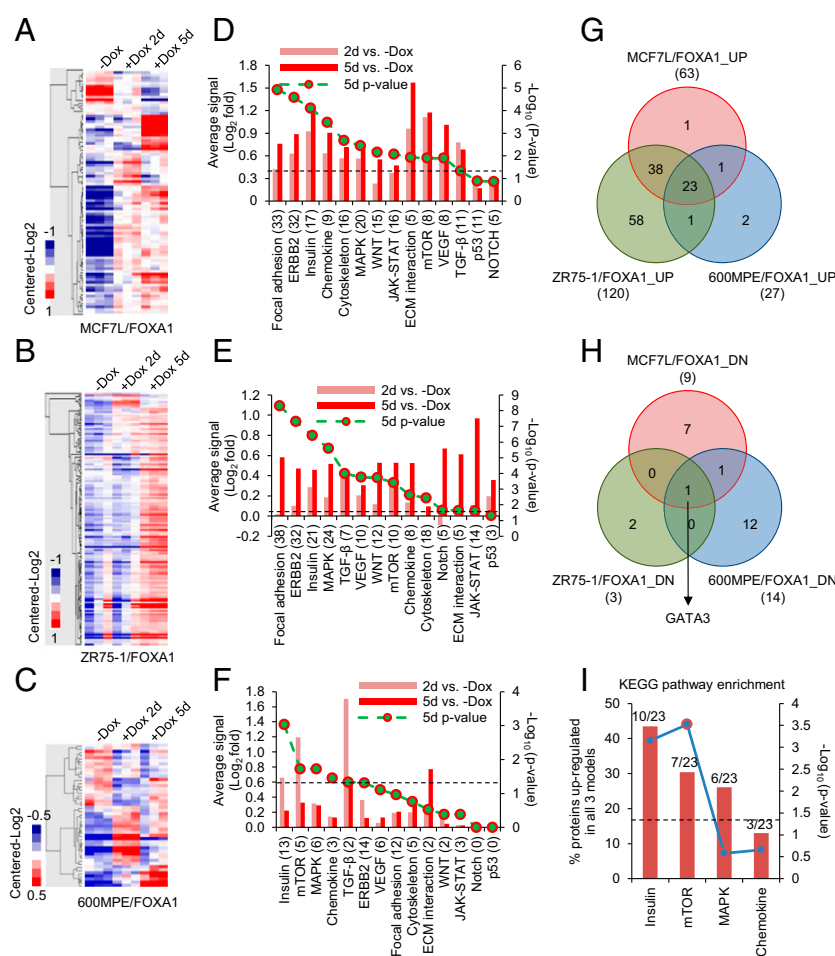 A
-Dox
+Dox 2d
+Dox 5d
Centered-Log2
-1
1
MCF7L/FOXA1
B
-Dox
+Dox 2d
+Dox 5d
Centered-Log2
-1
1
ZR75-1/FOXA1
C
-Dox
+Dox 2d
+Dox 5d
Centered-Log2
-0.5
0.5
600MPE/FOXA1
D
2d vs. -Dox
5d vs. -Dox
5d p-value
Average signal
(Log2 fold)
1.8
1.5
1.2
0.9
0.6
0.3
0.0
6
5
4
3
2
1
0
-Log10 (P-value)
Focal adhesion (33)
ERBB2 (32)
Insulin (17)
Chemokine (9)
Cytoskeleton (16)
MAPK (20)
WNT (15)
JAK-STAT (16)
ECM interaction (5)
mTOR (8)
VEGF (8)
TGF-β (11)
p53 (11)
NOTCH (5)
E
2d vs. -Dox
5d vs. -Dox
5d p-value
Average signal
(Log2 fold)
1.2
1.0
0.8
0.6
0.4
0.2
0.0
-0.2
9
8
7
6
5
4
3
2
1
0
-Log10 (p-value)
Focal adhesion (38)
ERBB2 (32)
Insulin (21)
MAPK (24)
TGF-β (7)
VEGF (10)
WNT (12)
mTOR (10)
Chemokine (8)
Cytoskeleton (18)
Notch (5)
ECM interaction (5)
JAK-STAT (14)
p53 (3)
F
2d vs. -Dox
5d vs. -Dox
5d p-value
Average signal
(Log2 fold)
1.8
1.6
1.4
1.2
1.0
0.8
0.6
0.4
0.2
0.0
4
3
2
1
0
-Log10 (p-value)
Insulin (13)
mTOR (5)
MAPK (6)
Chemokine (3)
TGF-β (2)
ERBB2 (14)
VEGF (6)
Focal adhesion (12)
Cytoskeleton (5)
ECM interaction (2)
WNT (2)
JAK-STAT (3)
Notch (0)
p53 (0)
G
MCF7L/FOXA1_UP
(63)
1
38
1
23
58
1
2
ZR75-1/FOXA1_UP
(120)
600MPE/FOXA1_UP
(27)
H
MCF7L/FOXA1_DN
(9)
7
0
1
1
2
0
12
ZR75-1/FOXA1_DN
(3)
600MPE/FOXA1_DN
(14)
GATA3
I
KEGG pathway enrichment
% proteins up-regulated
in all 3 models
50
40
30
20
10
0
10/23
7/23
6/23
3/23
4
3.5
3
2.5
2
1.5
1
0.5
0
-Log10 (p-value)
Insulin
mTOR
MAPK
Chemokine